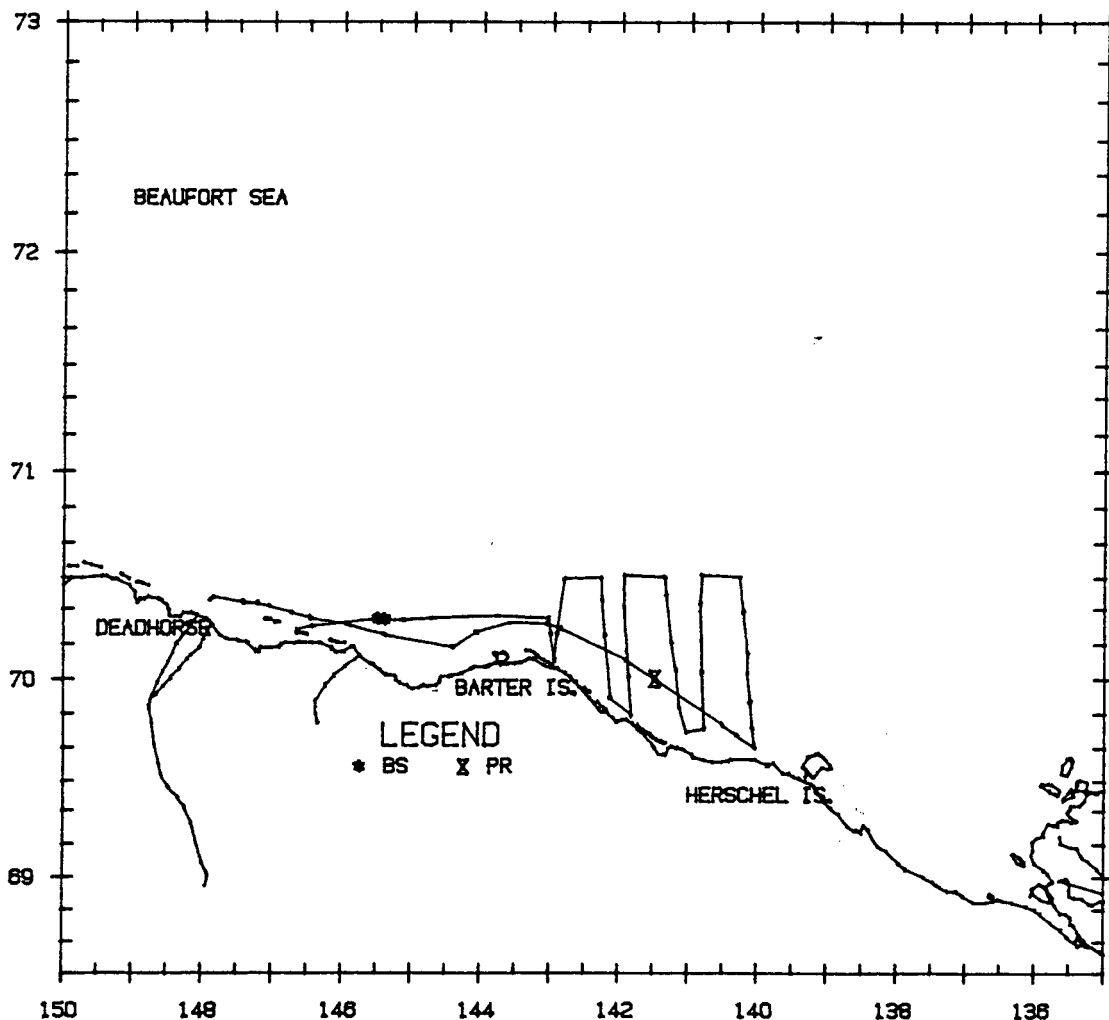 73
BEAUFORT SEA
72
71
DEADHORSE
70
BARTER IS.
LEGEND
* BS X PR
HERSCHEL IS.
69
150 148 146 144 142 140 138 136